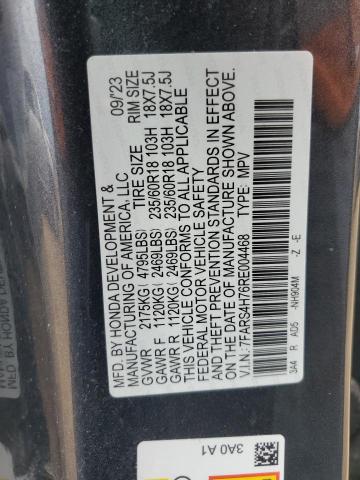 MFD. BY HONDA DEVELOPMENT & 09/23
MANUFACTURING OF AMERICA, LLC
TIRE SIZE RIM SIZE
GVWR 2175KG ( 4795LBS)
GAWR F 1120KG ( 2469LBS) 235/60R18 103H 18X7.5J
GAWR R 1120KG ( 2469LBS) 235/60R18 103H 18X7.5J
THIS VEHICLE CONFORMS TO ALL APPLICABLE
FEDERAL MOTOR VEHICLE SAFETY
AND THEFT PREVENTION STANDARDS IN EFFECT
ON THE DATE OF MANUFACTURE SHOWN ABOVE.
V.I.N.: 7FARS4H76RE004468 TYPE: MPV
3A44 R AD5 -NH904M -Z -E
3A0 A1